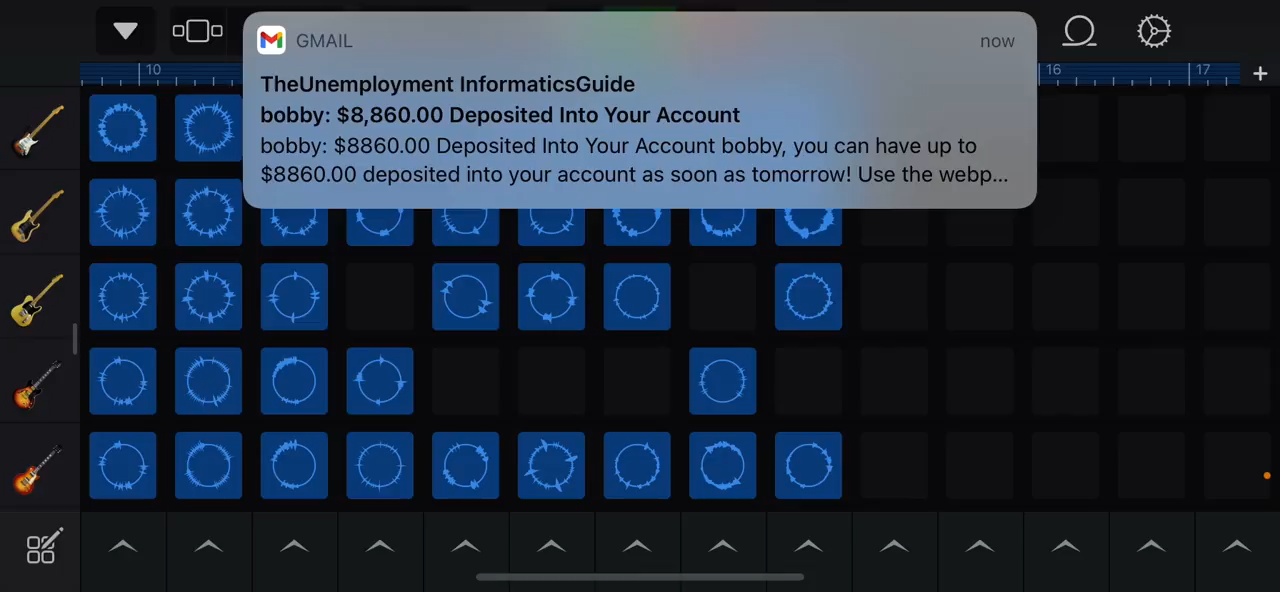 GMAIL
now
TheUnemployment InformaticsGuide
bobby: $8,860.00 Deposited Into Your Account
bobby: $8860.00 Deposited Into Your Account bobby, you can have up to
$8860.00 deposited into your account as soon as tomorrow! Use the webp...
10
16
17